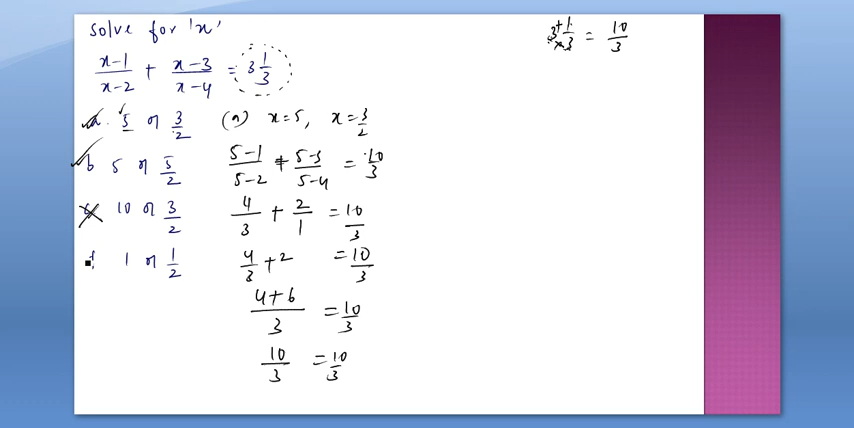 solve for 'x'
3 + 1/3 = 10/3
x-1/x-2 + x-3/x-4 = 3 1/3
a. 5 or 3/2 (a) x=5, x=3/2
b 5 or 5/2 5-1/5-2 + 5-3/5-4 = 10/3
c 10 or 3/2 4/3 + 2/1 = 10/3
1 or 1/2 4/3 + 2 = 10/3
4+6/3 = 10/3
10/3 = 10/3